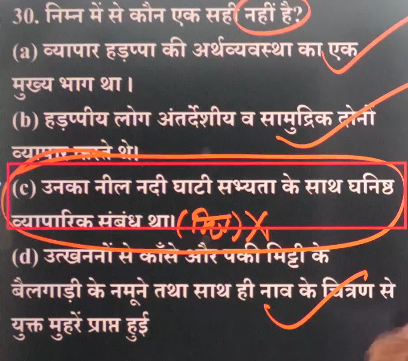 30. निम्न में से कौन एक सही नहीं है?
(a) व्यापार हड़प्पा की अर्थव्यवस्था का एक
मुख्य भाग था।
(b) हड़प्पीय लोग अंतर्देशीय व सामुद्रिक दोनों
व्यापार करते थे।
(c) उनका नील नदी घाटी सभ्यता के साथ घनिष्ठ
व्यापारिक संबंध था। (मिस्र) X
(d) उत्खननों से काँसे और पकी मिट्टी के
बैलगाड़ी के नमूने तथा साथ ही नाव के चित्रण से
युक्त मुहरें प्राप्त हुई